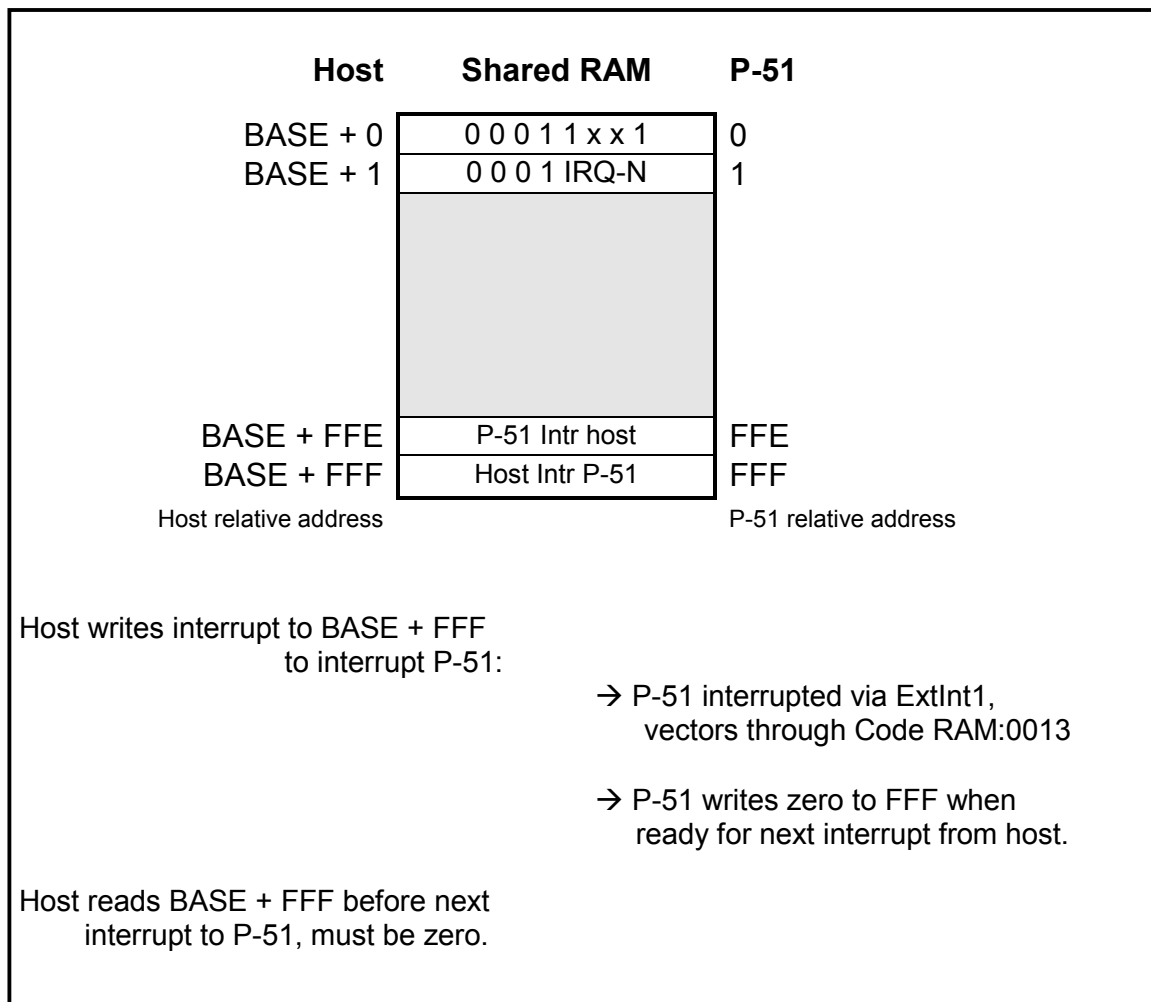 Host Shared RAM P-51
BASE + 0 0 0 0 1 1 x x 1 0
BASE + 1 0 0 0 1 IRQ-N 1
BASE + FFE P-51 Intr host FFE
BASE + FFF Host Intr P-51 FFF
Host relative address P-51 relative address
Host writes interrupt to BASE + FFF
to interrupt P-51:
→ P-51 interrupted via ExtInt1,
vectors through Code RAM:0013
→ P-51 writes zero to FFF when
ready for next interrupt from host.
Host reads BASE + FFF before next
interrupt to P-51, must be zero.